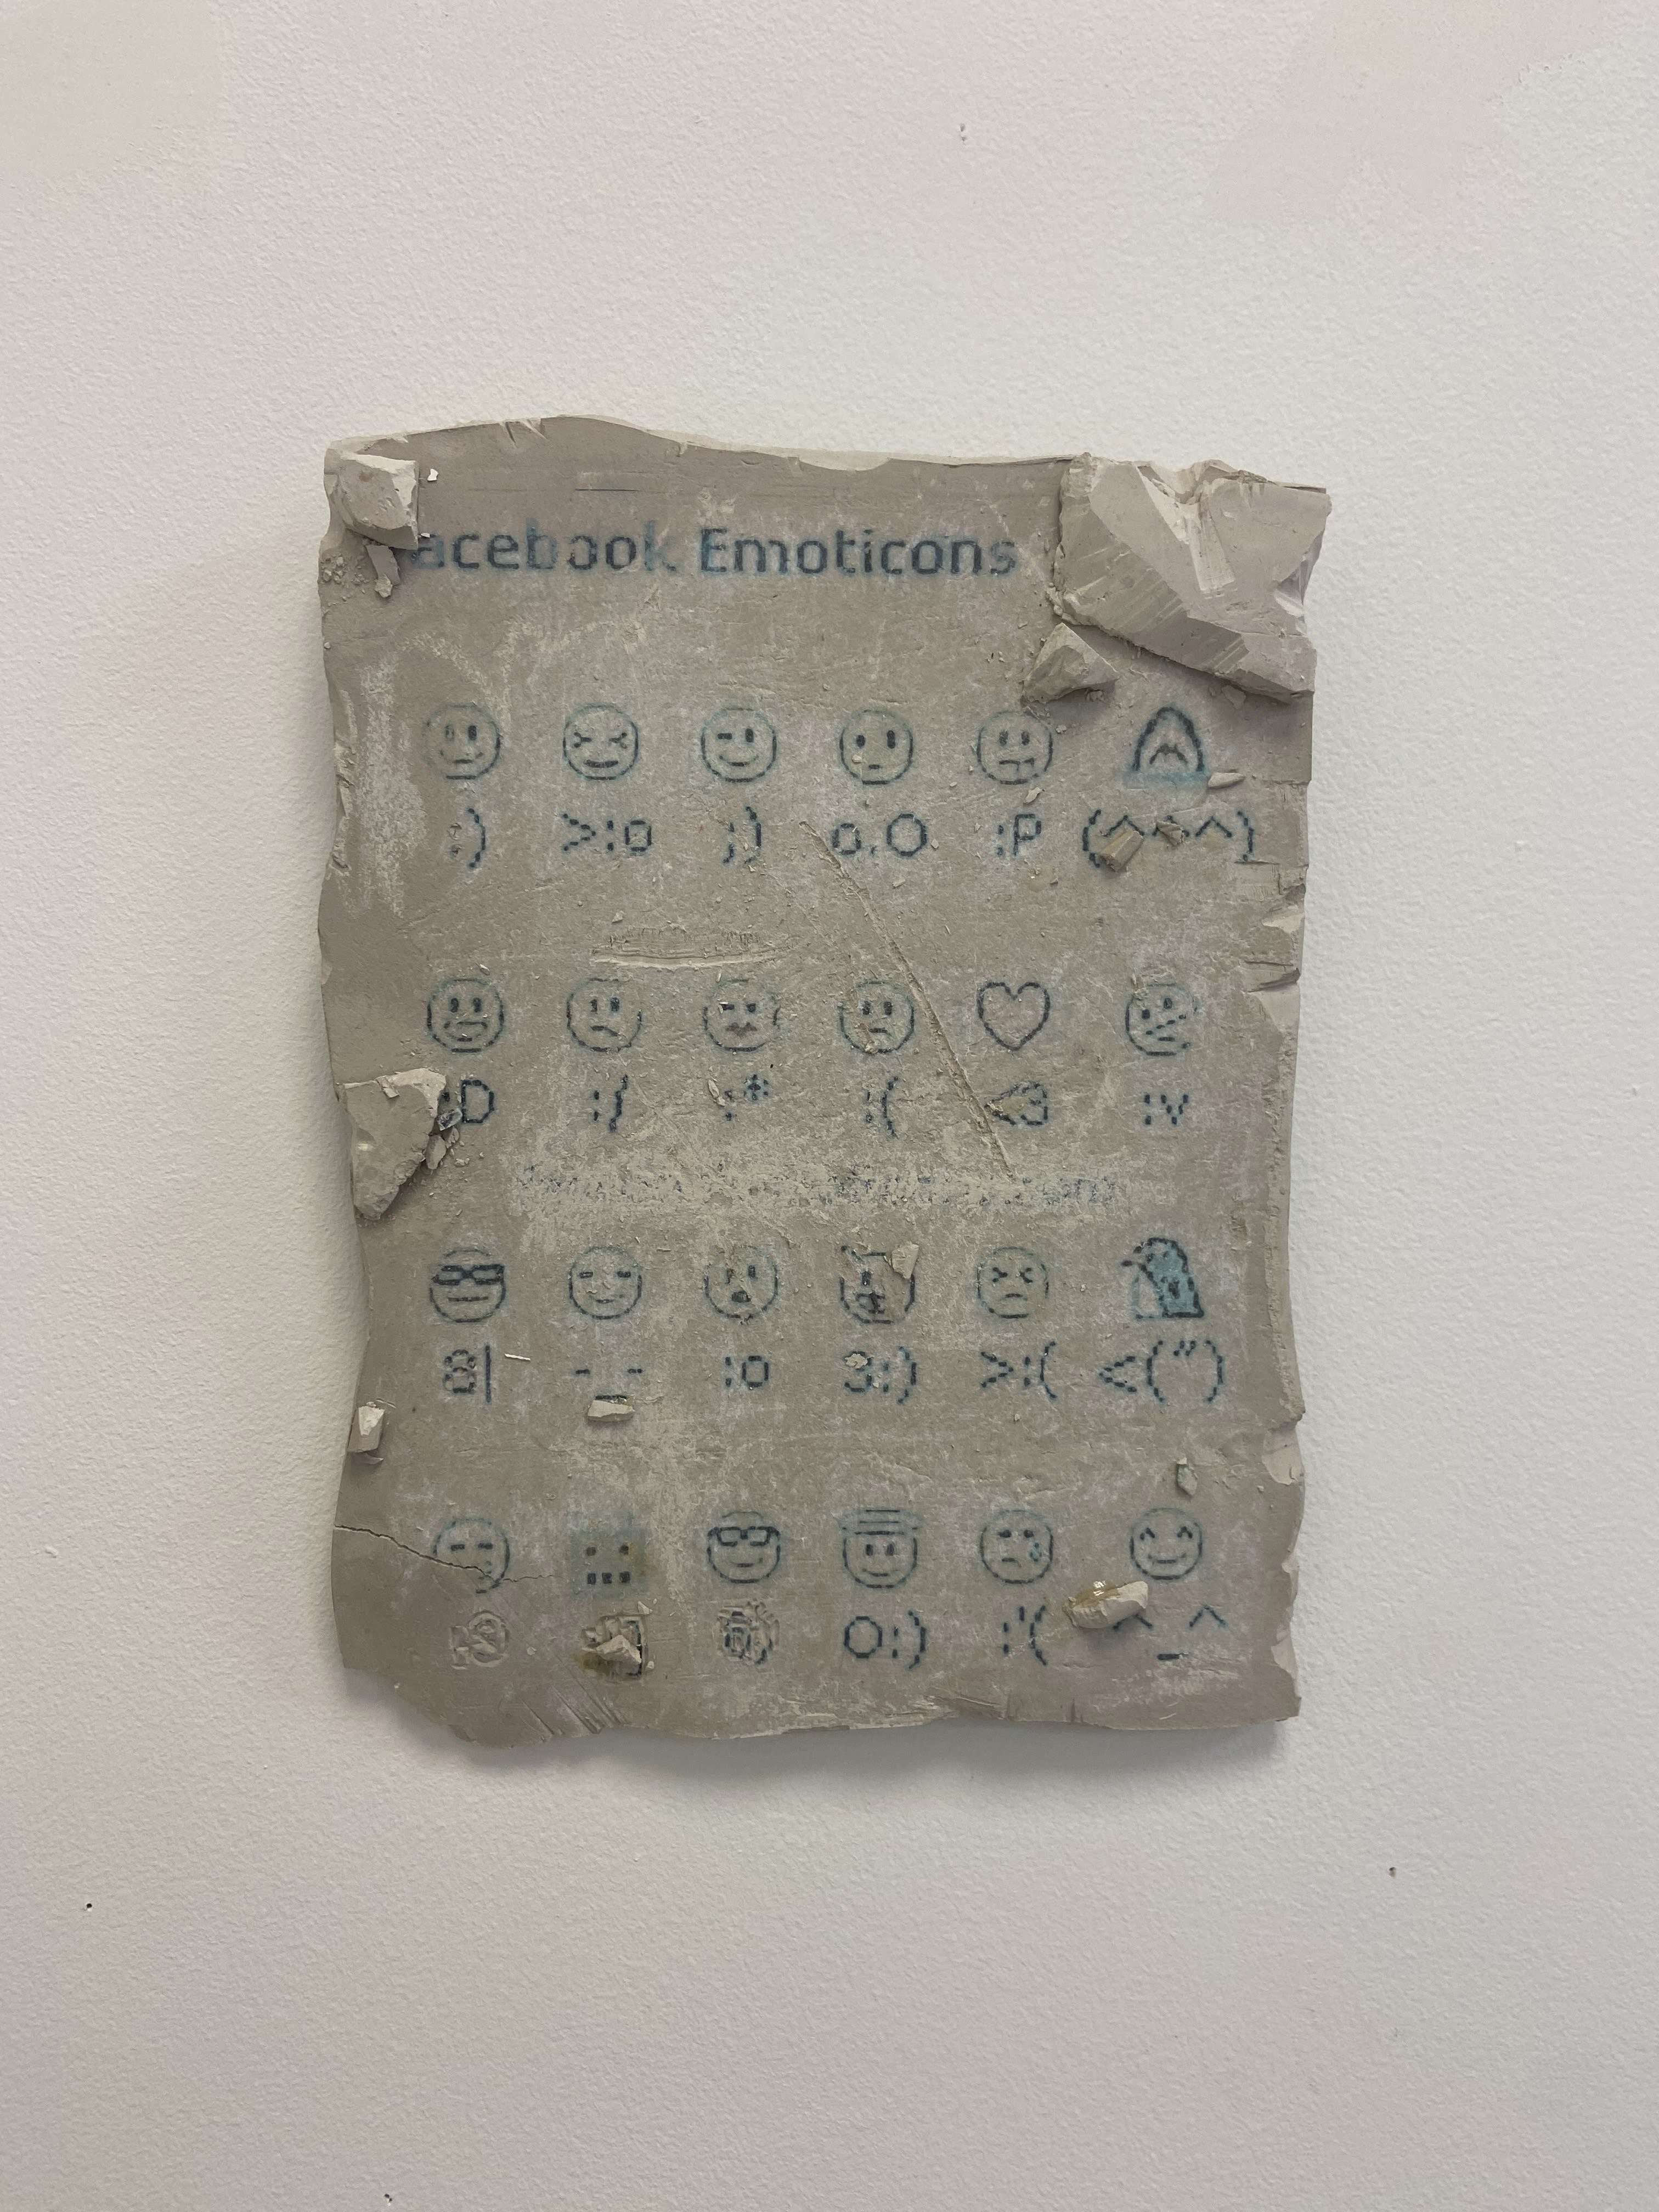 acebook Emoticons
:) >:o ;) o.O :P (^^^)
:D :/ :* :( <3 :v
8| -_- :o 3:) >:( <(")
O:) :'( ^_^